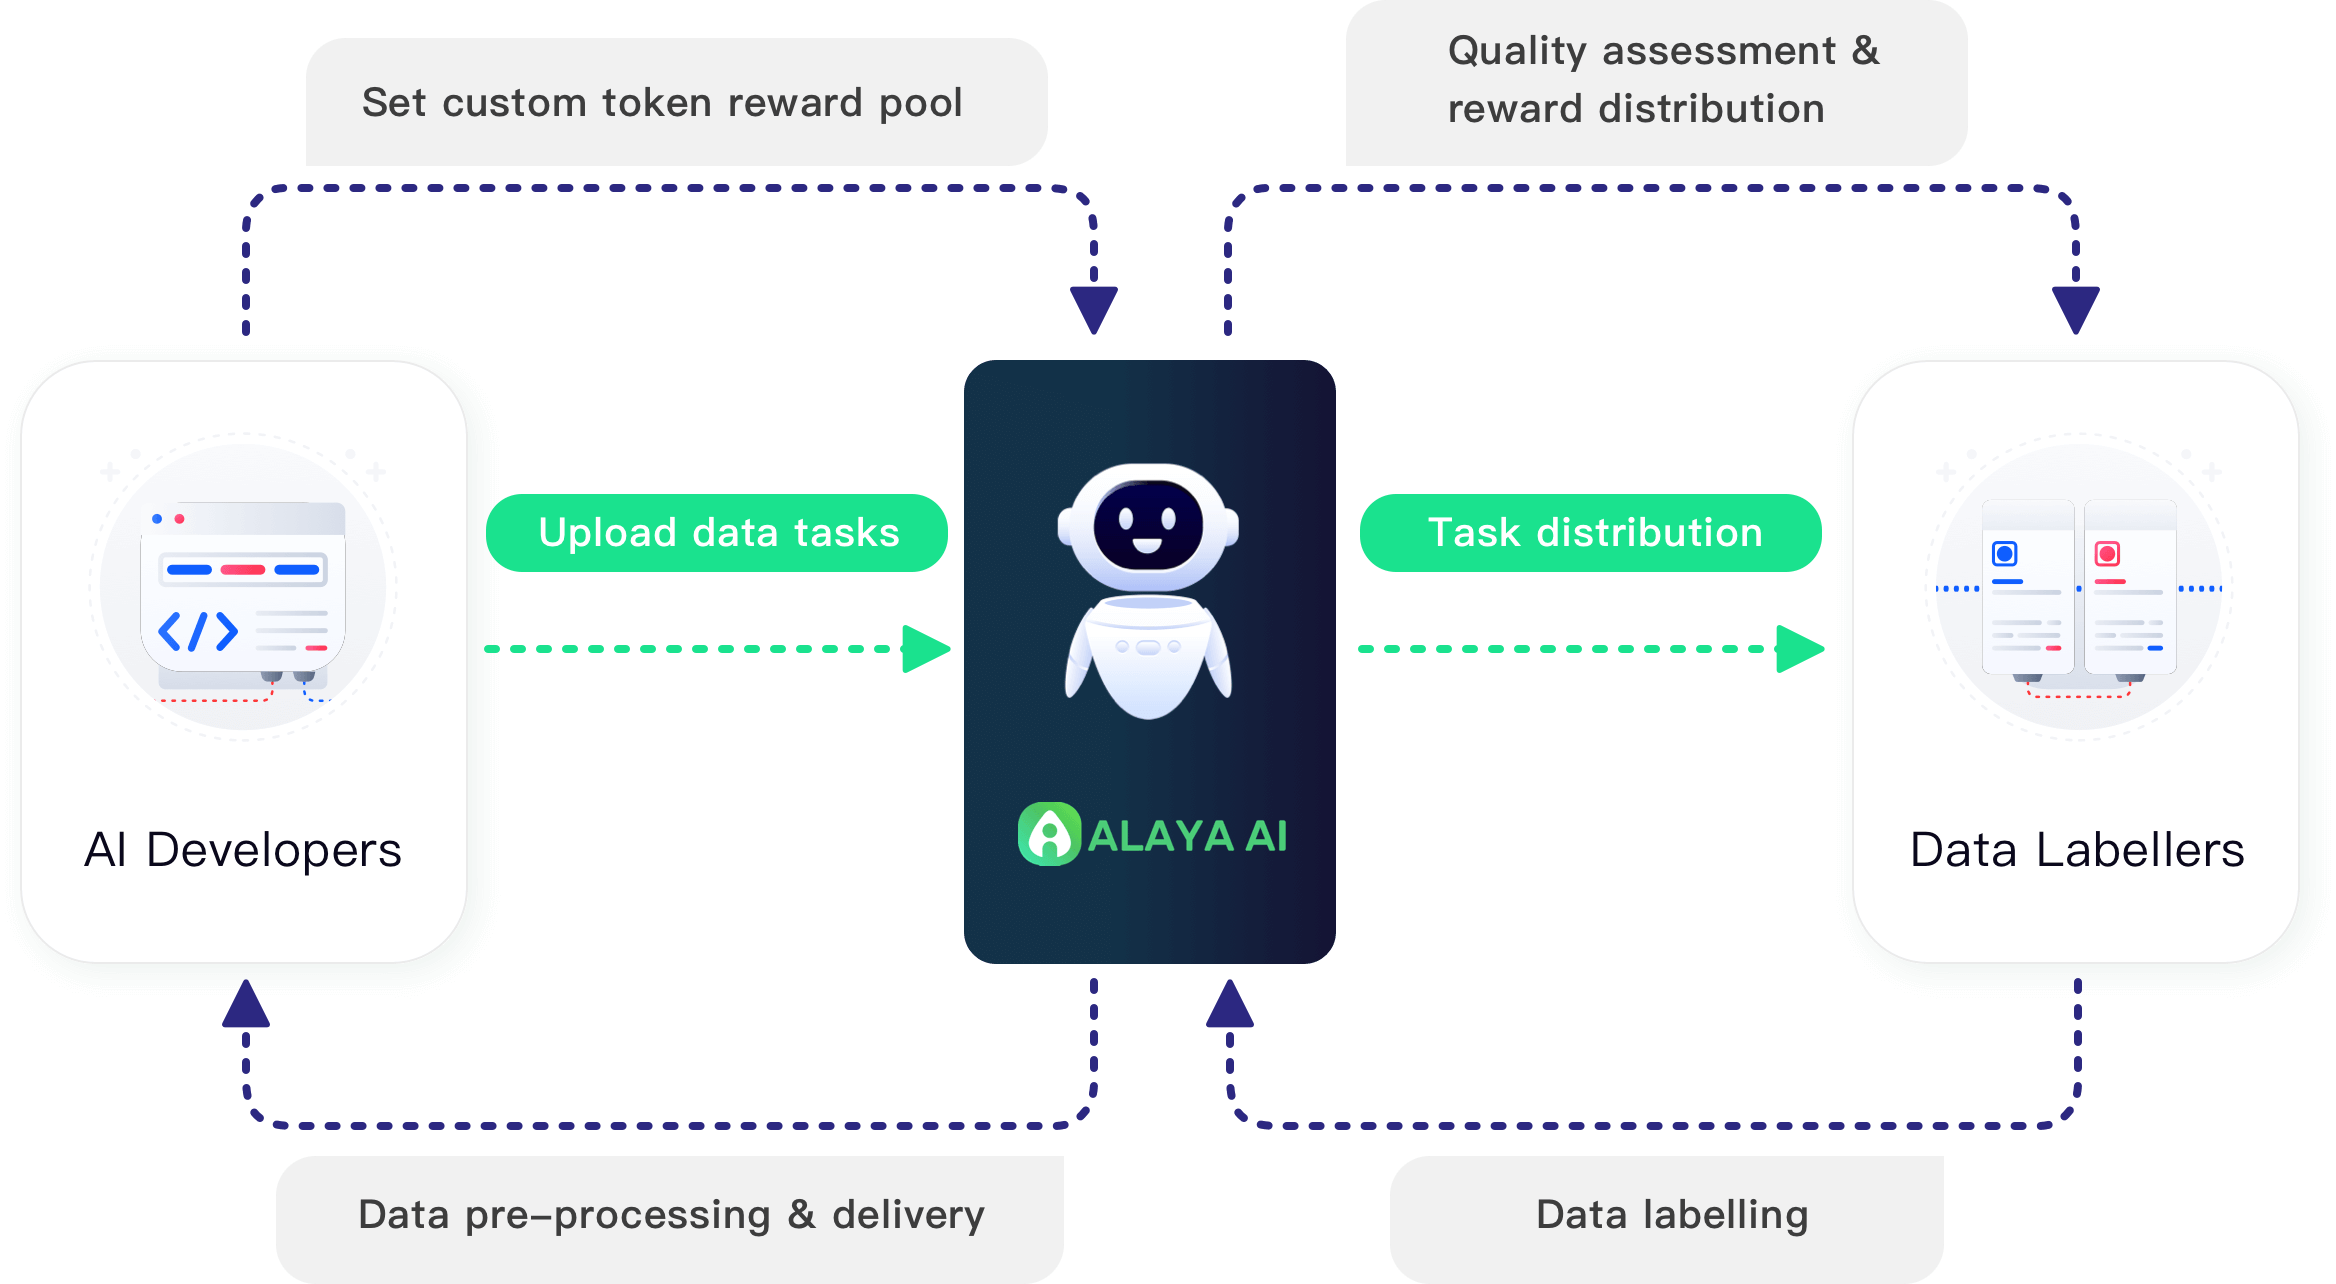 Set custom token reward pool
Quality assessment &
reward distribution
Upload data tasks
Task distribution
ALAYA AI
AI Developers
Data Labellers
Data pre–processing & delivery
Data labelling